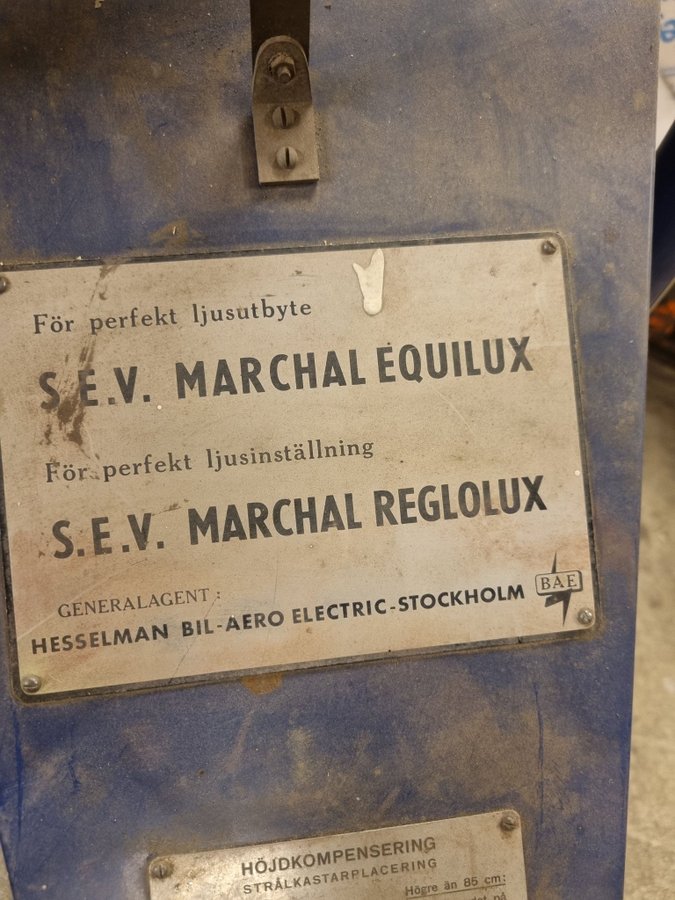 För perfekt ljusutbyte
S.E.V. MARCHAL EQUILUX
För perfekt ljusinställning
S.E.V. MARCHAL REGLOLUX
GENERALAGENT:
HESSELMAN BIL-AERO ELECTRIC-STOCKHOLM
BAE
HÖJDKOMPENSERING
STRÅLKASTARPLACERING
Högre än 85 cm:
på